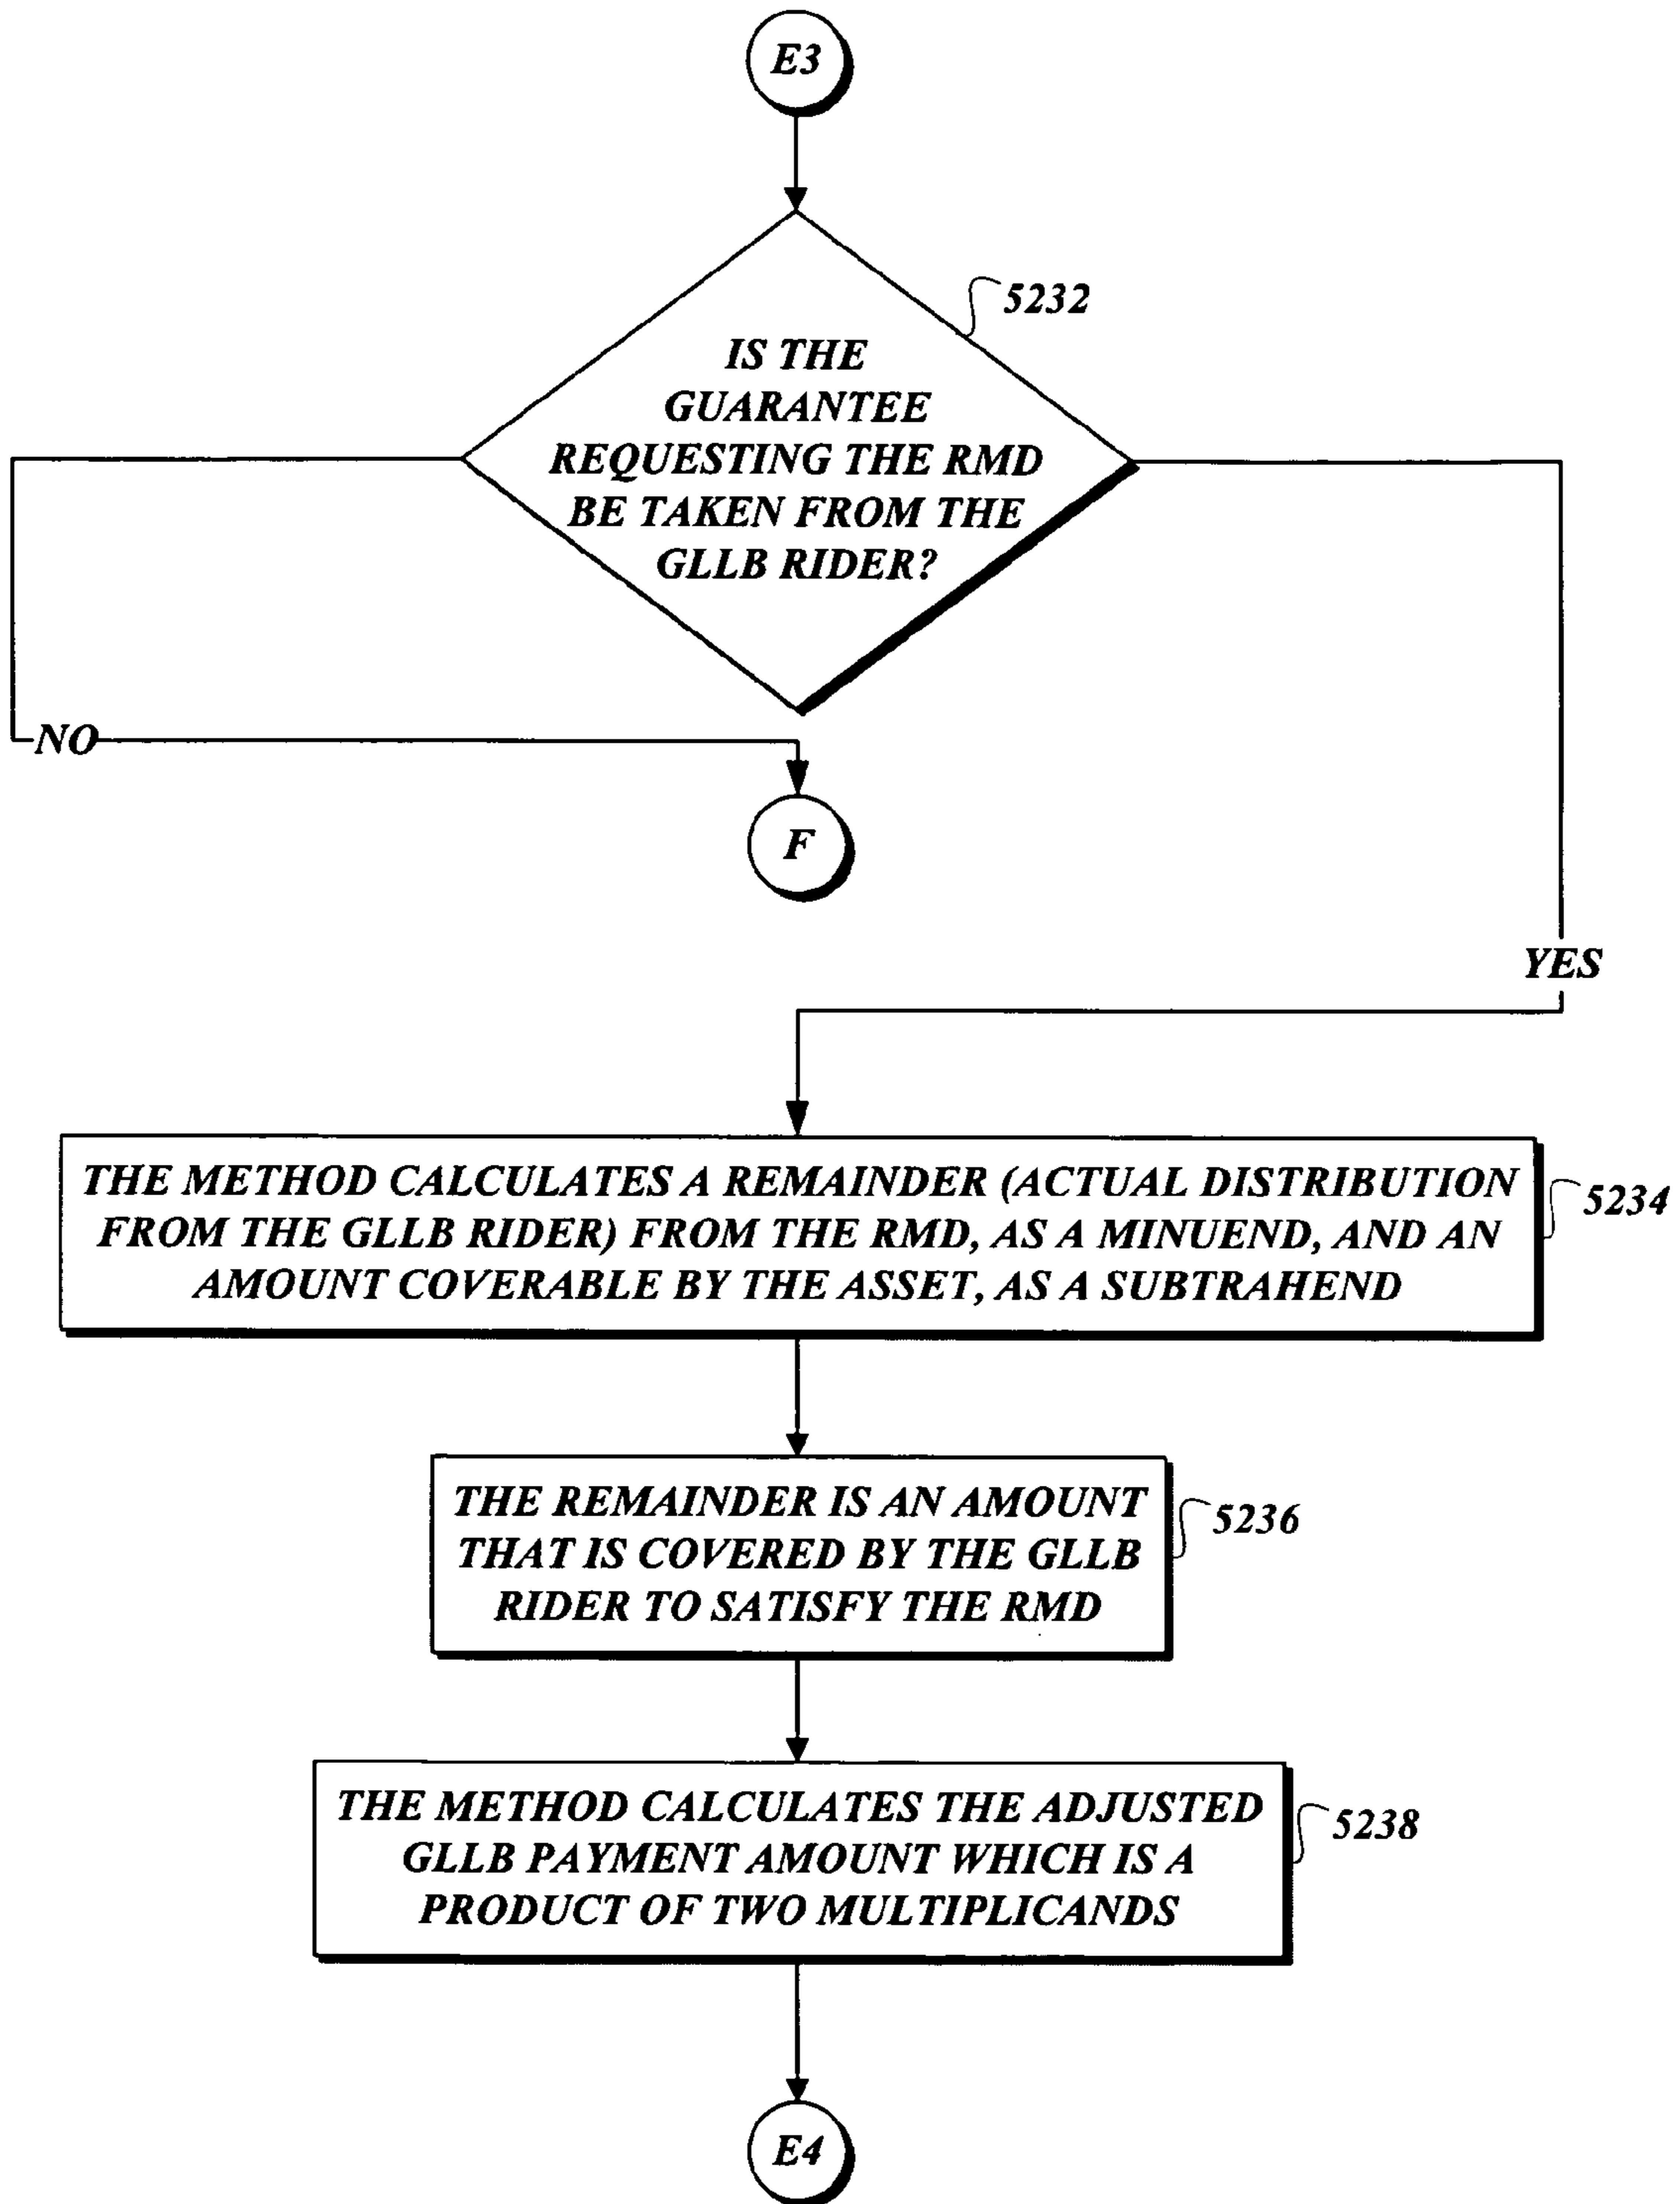 E3
5232
IS THE
GUARANTEE
REQUESTING THE RMD
BE TAKEN FROM THE
GLLB RIDER?
NO
F
YES
THE METHOD CALCULATES A REMAINDER (ACTUAL DISTRIBUTION
FROM THE GLLB RIDER) FROM THE RMD, AS A MINUEND, AND AN
AMOUNT COVERABLE BY THE ASSET, AS A SUBTRAHEND
5234
THE REMAINDER IS AN AMOUNT
THAT IS COVERED BY THE GLLB
RIDER TO SATISFY THE RMD
5236
THE METHOD CALCULATES THE ADJUSTED
GLLB PAYMENT AMOUNT WHICH IS A
PRODUCT OF TWO MULTIPLICANDS
5238
E4